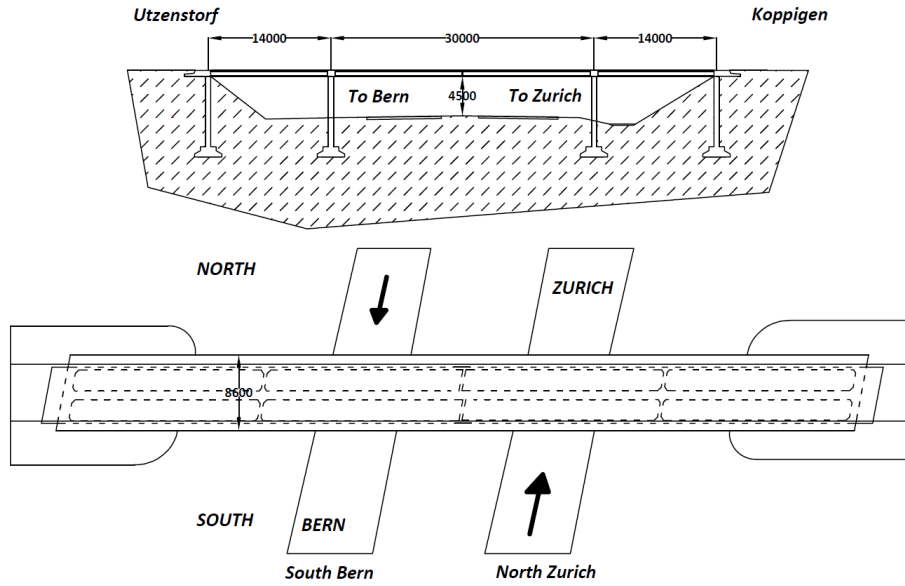 Utzenstorf
Koppigen
14000
30000
14000
To Bern
4500
To Zurich
NORTH
ZURICH
8600
SOUTH
BERN
South Bern
North Zurich